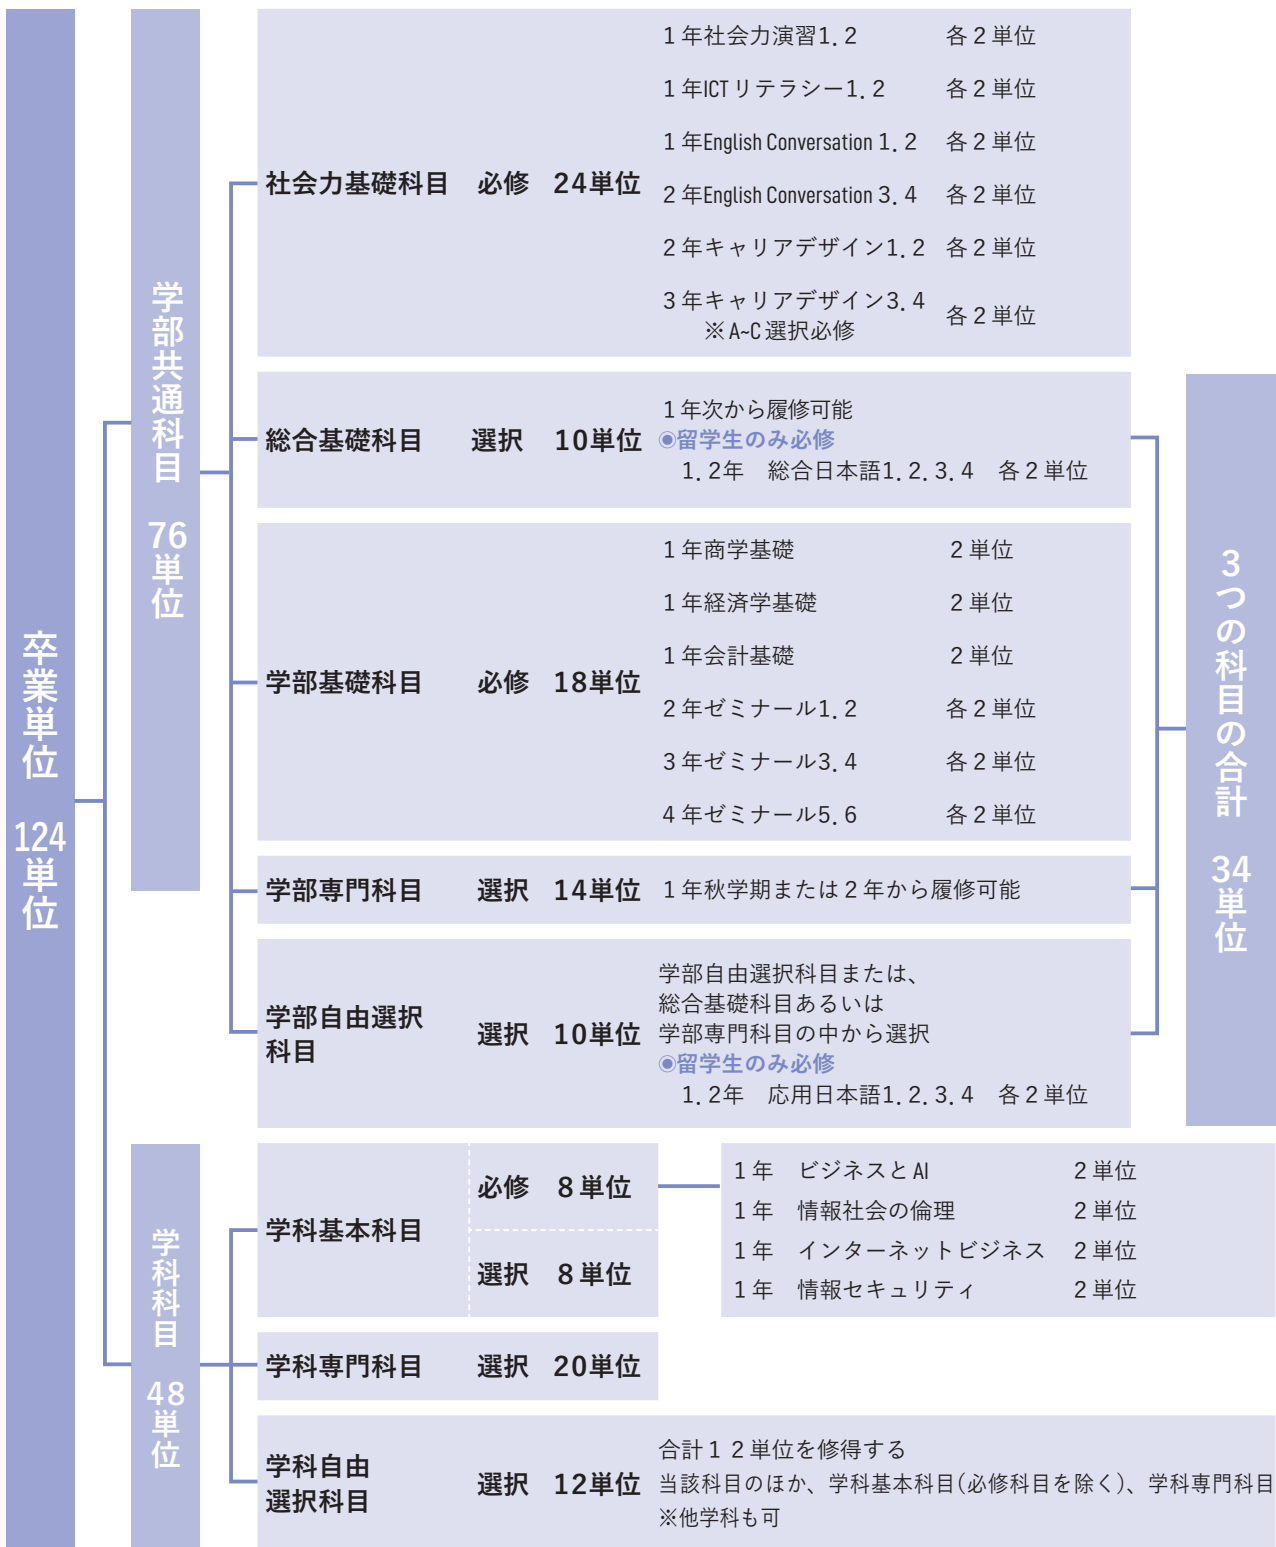 卒業単位 124単位
学部共通科目 76単位
社会力基礎科目 必修 24単位
1年社会力演習1.2 各2単位
1年ICTリテラシー1.2 各2単位
1年English Conversation 1.2 各2単位
2年English Conversation 3.4 各2単位
2年キャリアデザイン1.2 各2単位
3年キャリアデザイン3.4 各2単位
※A~C選択必修
総合基礎科目 選択 10単位
1年次から履修可能
◉留学生のみ必修
1.2年 総合日本語1.2.3.4 各2単位
学部基礎科目 必修 18単位
1年商学基礎 2単位
1年経済学基礎 2単位
1年会計基礎 2単位
2年ゼミナール1.2 各2単位
3年ゼミナール3.4 各2単位
4年ゼミナール5.6 各2単位
学部専門科目 選択 14単位
1年秋学期または2年から履修可能
学部自由選択
科目
選択 10単位
学部自由選択科目または、
総合基礎科目あるいは
学部専門科目の中から選択
◉留学生のみ必修
1.2年 応用日本語1.2.3.4 各2単位
3つの科目の合計 34単位
学科科目 48単位
学科基本科目
必修 8単位
1年 ビジネスとAI 2単位
1年 情報社会の倫理 2単位
1年 インターネットビジネス 2単位
1年 情報セキュリティ 2単位
選択 8単位
学科専門科目 選択 20単位
学科自由
選択科目
選択 12単位
合計12単位を修得する
当該科目のほか、学科基本科目(必修科目を除く)、学科専門科目
※他学科も可